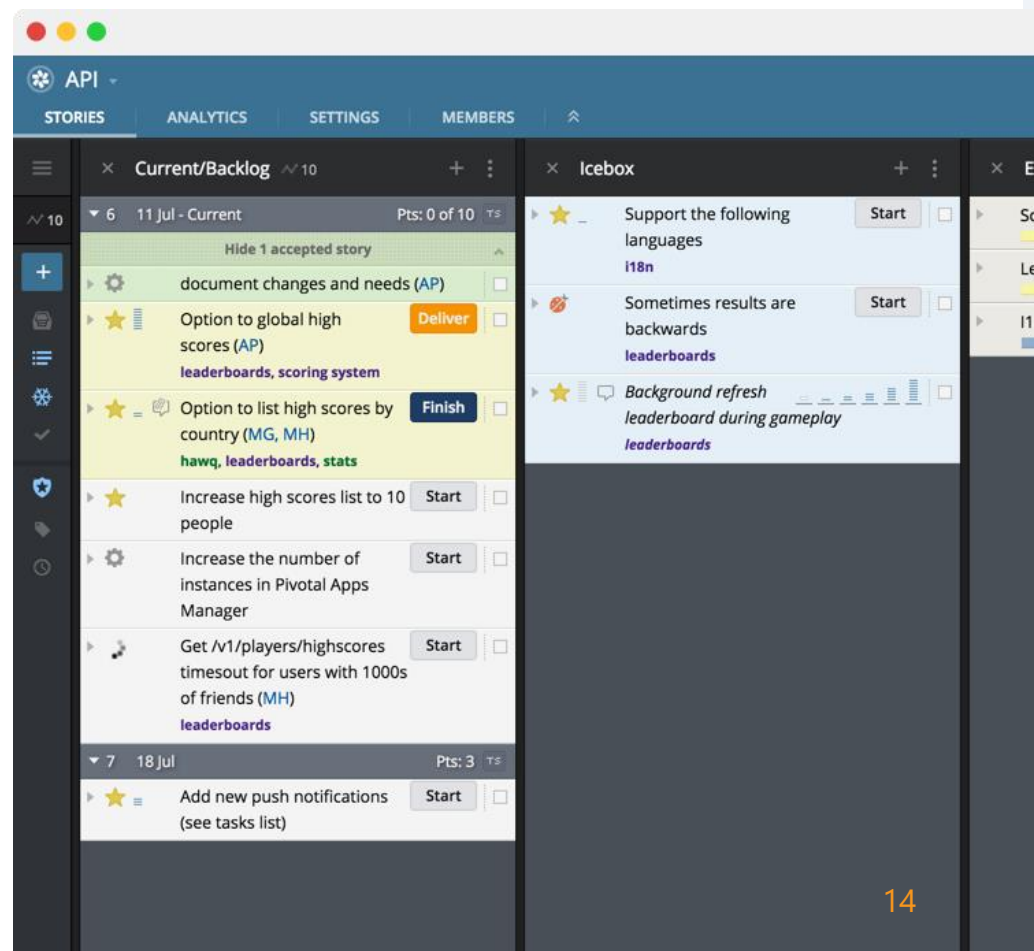 API
STORIES ANALYTICS SETTINGS MEMBERS
10
Current/Backlog 10
6 11 Jul - Current Pts: 0 of 10 TS
Hide 1 accepted story
document changes and needs (AP)
Option to global high Deliver
scores (AP)
leaderboards, scoring system
Option to list high scores by Finish
country (MG, MH)
hawq, leaderboards, stats
Increase high scores list to 10 Start
people
Increase the number of Start
instances in Pivotal Apps
Manager
Get /v1/players/highscores Start
timesout for users with 1000s
of friends (MH)
leaderboards
7 18 Jul Pts: 3 TS
Add new push notifications Start
(see tasks list)
Icebox
Support the following Start
languages
i18n
Sometimes results are Start
backwards
leaderboards
Background refresh
leaderboard during gameplay
leaderboards
14